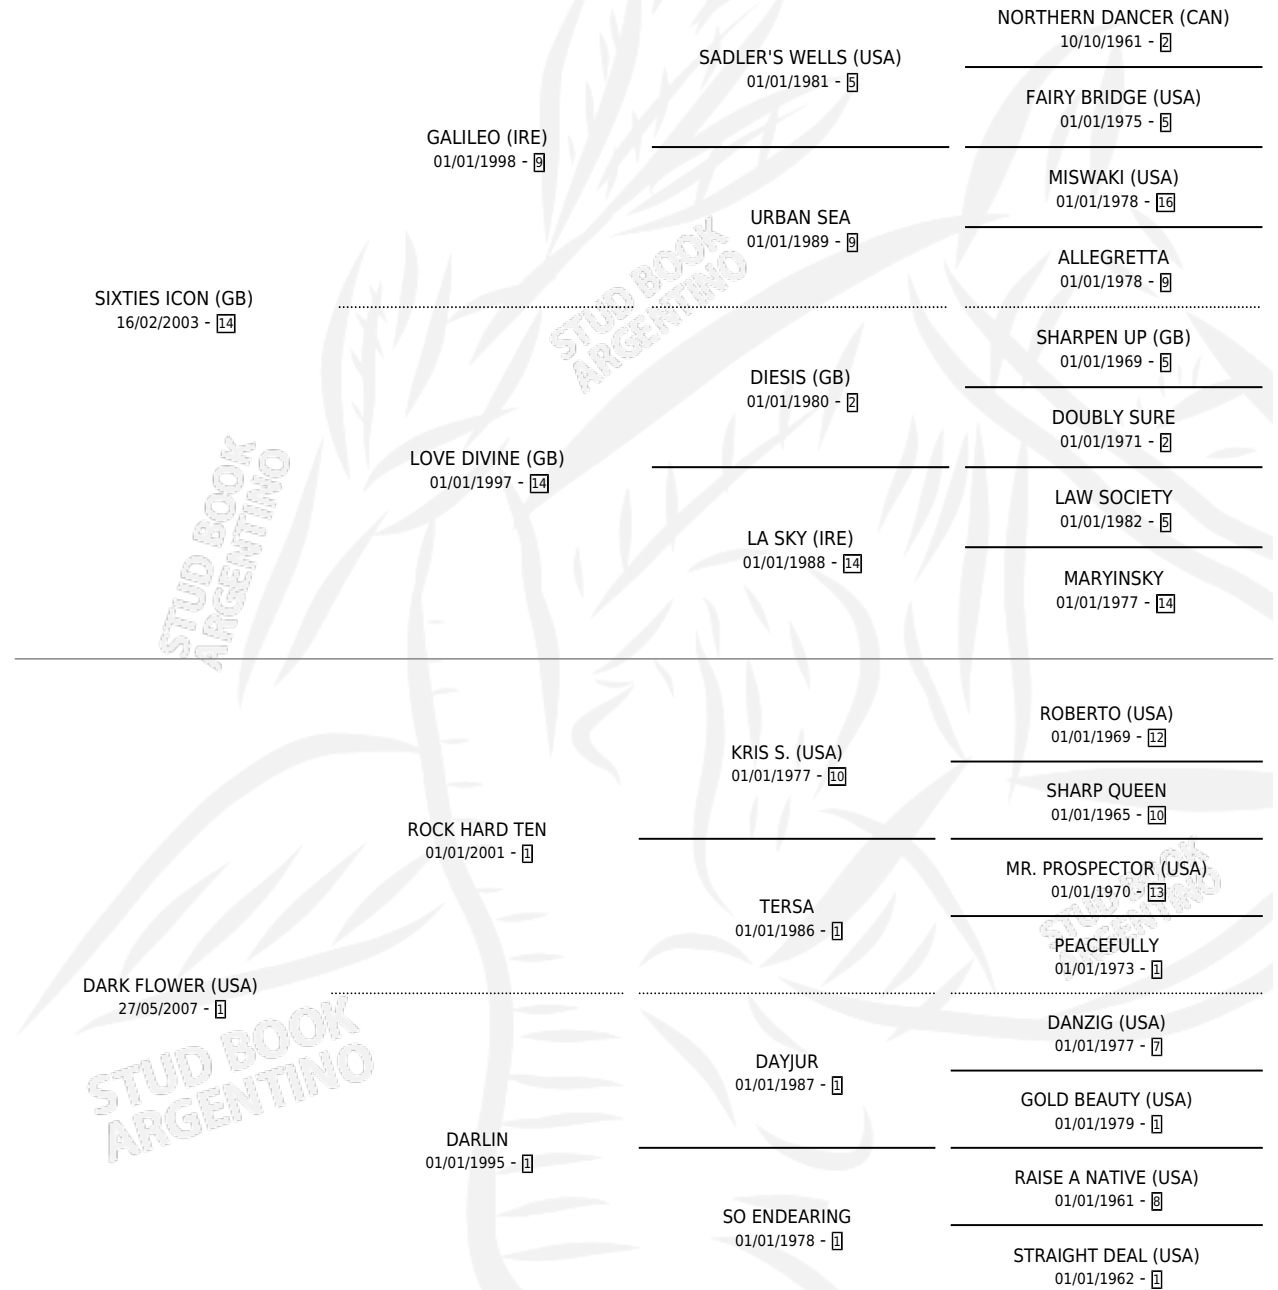 NORTHERN DANCER (CAN)
10/10/1961 - 2
SADLER'S WELLS (USA)
01/01/1981 - 5
FAIRY BRIDGE (USA)
01/01/1975 - 5
GALILEO (IRE)
01/01/1998 - 9
MISWAKI (USA)
01/01/1978 - 16
URBAN SEA
01/01/1989 - 9
ALLEGRETTA
01/01/1978 - 9
SIXTIES ICON (GB)
16/02/2003 - 14
SHARPEN UP (GB)
01/01/1969 - 5
DIESIS (GB)
01/01/1980 - 2
DOUBLY SURE
01/01/1971 - 2
LOVE DIVINE (GB)
01/01/1997 - 14
LAW SOCIETY
01/01/1982 - 5
LA SKY (IRE)
01/01/1988 - 14
MARYINSKY
01/01/1977 - 14
ROBERTO (USA)
01/01/1969 - 12
KRIS S. (USA)
01/01/1977 - 10
SHARP QUEEN
01/01/1965 - 10
ROCK HARD TEN
01/01/2001 - 1
MR. PROSPECTOR (USA)
01/01/1970 - 13
TERSA
01/01/1986 - 1
PEACEFULLY
01/01/1973 - 1
DARK FLOWER (USA)
27/05/2007 - 1
DANZIG (USA)
01/01/1977 - 7
DAYJUR
01/01/1987 - 1
GOLD BEAUTY (USA)
01/01/1979 - 1
DARLIN
01/01/1995 - 1
RAISE A NATIVE (USA)
01/01/1961 - 8
SO ENDEARING
01/01/1978 - 1
STRAIGHT DEAL (USA)
01/01/1962 - 1
STUD BOOK
ARGENTINO
STUD BOOK
ARGENTINO
STUD BOOK
ARGENTINO
STUD BOOK
ARGENTINO